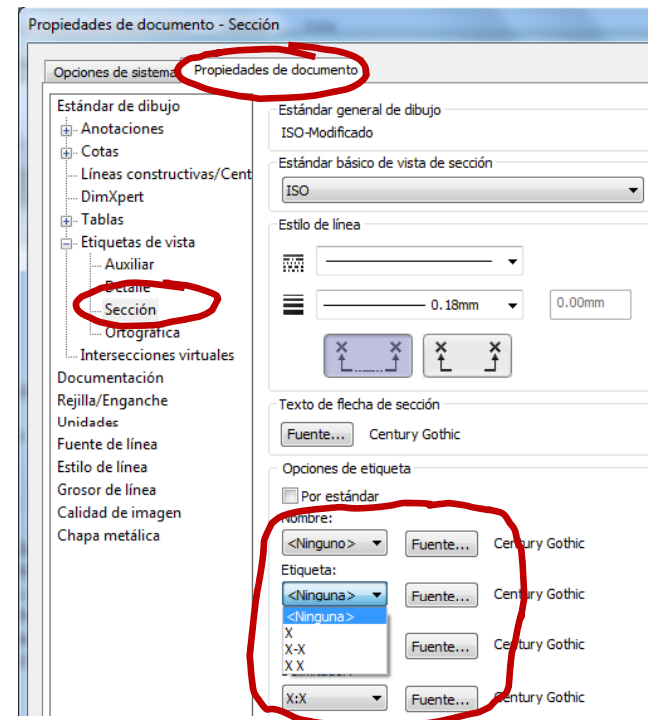 Propiedades de documento - Sección
Opciones de sistema
Propiedades de documento
Estándar de dibujo
Anotaciones
Cotas
Líneas constructivas/Cent
DimXpert
Tablas
Etiquetas de vista
Auxiliar
Detalle
Sección
Ortográfica
Intersecciones virtuales
Documentación
Rejilla/Enganche
Unidades
Fuente de línea
Estilo de línea
Grosor de línea
Calidad de imagen
Chapa metálica
Estándar general de dibujo
ISO-Modificado
Estándar básico de vista de sección
ISO
Estilo de línea
0.18mm
0.00mm
Texto de flecha de sección
Fuente... Century Gothic
Opciones de etiqueta
Por estándar
Nombre:
<Ninguno> Fuente... Century Gothic
Etiqueta:
<Ninguna> Fuente... Century Gothic
<Ninguna>
X
X-X
X X
Fuente... Century Gothic
X:X Fuente... Century Gothic